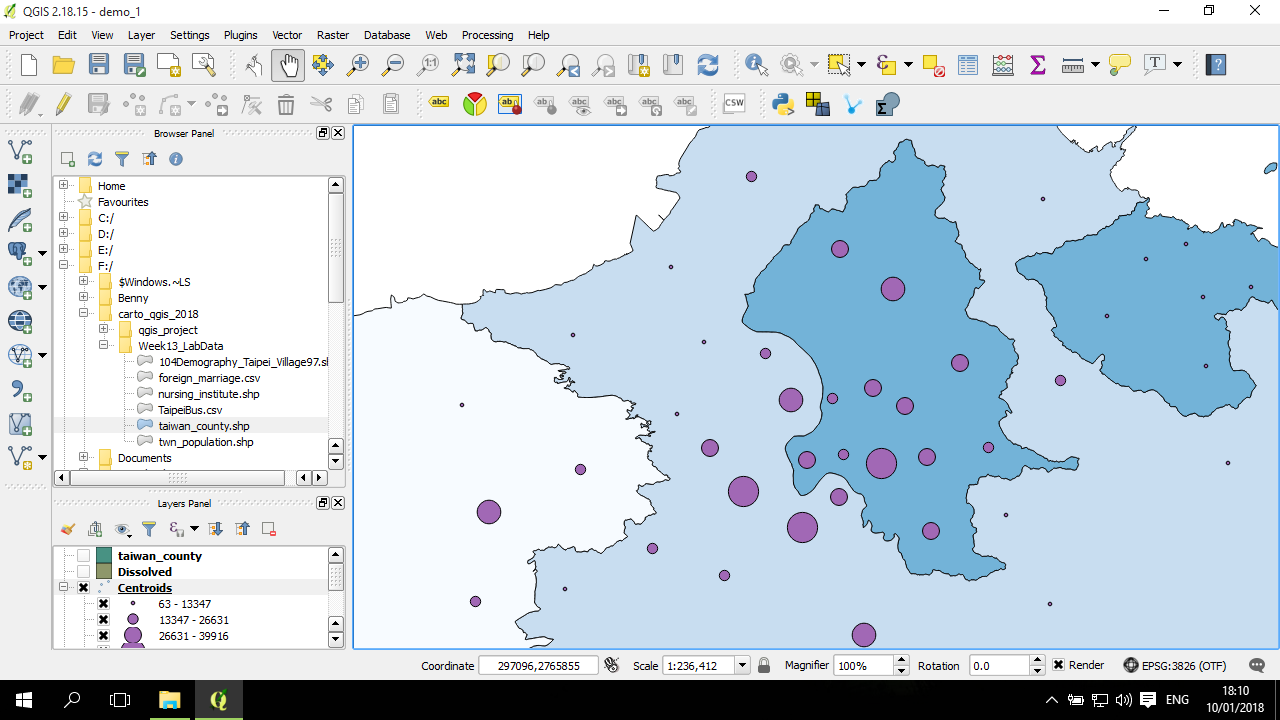 QGIS 2.18.15 - demo_1
Project Edit View Layer Settings Plugins Vector Raster Database Web Processing Help
abc abc CSW
Browser Panel
Home
Favourites
C:/
D:/
E:/
F:/
$Windows.~LS
Benny
carto_qgis_2018
qgis_project
Week13_LabData
104Demography_Taipei_Village97.sl
foreign_marriage.csv
nursing_institute.shp
TaipeiBus.csv
taiwan_county.shp
twn_population.shp
Documents
Layers Panel
taiwan_county
Dissolved
Centroids
63 - 13347
13347 - 26631
26631 - 39916
Coordinate 297096,2765855 Scale 1:236,412 Magnifier 100% Rotation 0.0 Render EPSG:3826 (OTF)
ENG
18:10
10/01/2018